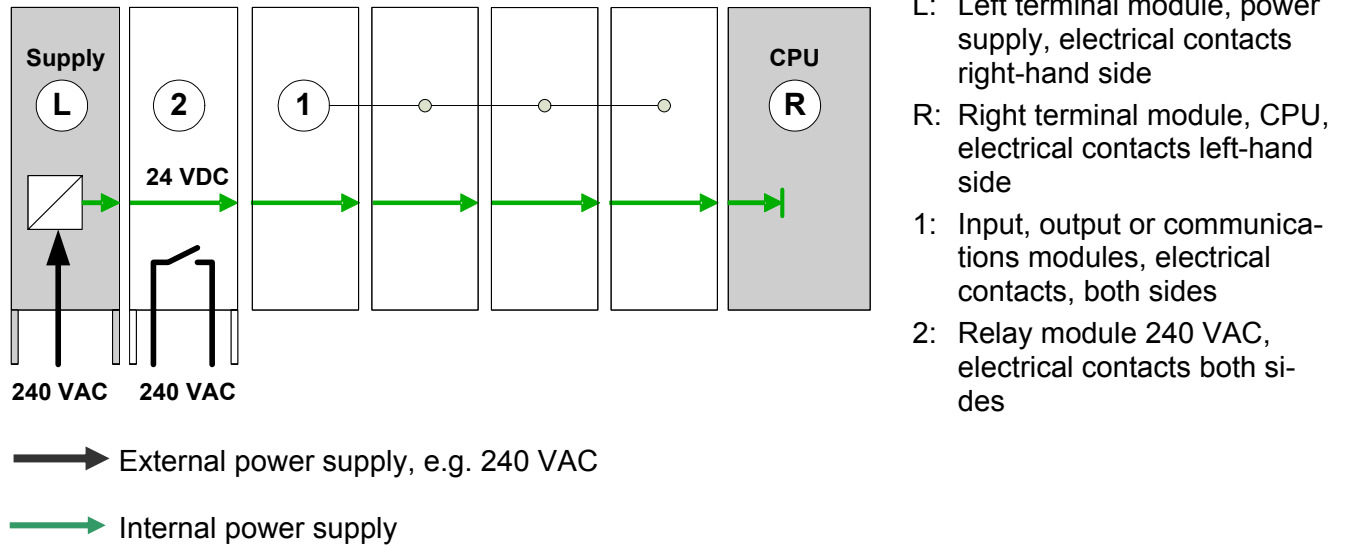 Supply
CPU
L
2
1
R
24 VDC
240 VAC
240 VAC
L: Left terminal module, power
supply, electrical contacts
right-hand side
R: Right terminal module, CPU,
electrical contacts left-hand
side
1: Input, output or communica-
tions modules, electrical
contacts, both sides
2: Relay module 240 VAC,
electrical contacts both si-
des
External power supply, e.g. 240 VAC
Internal power supply